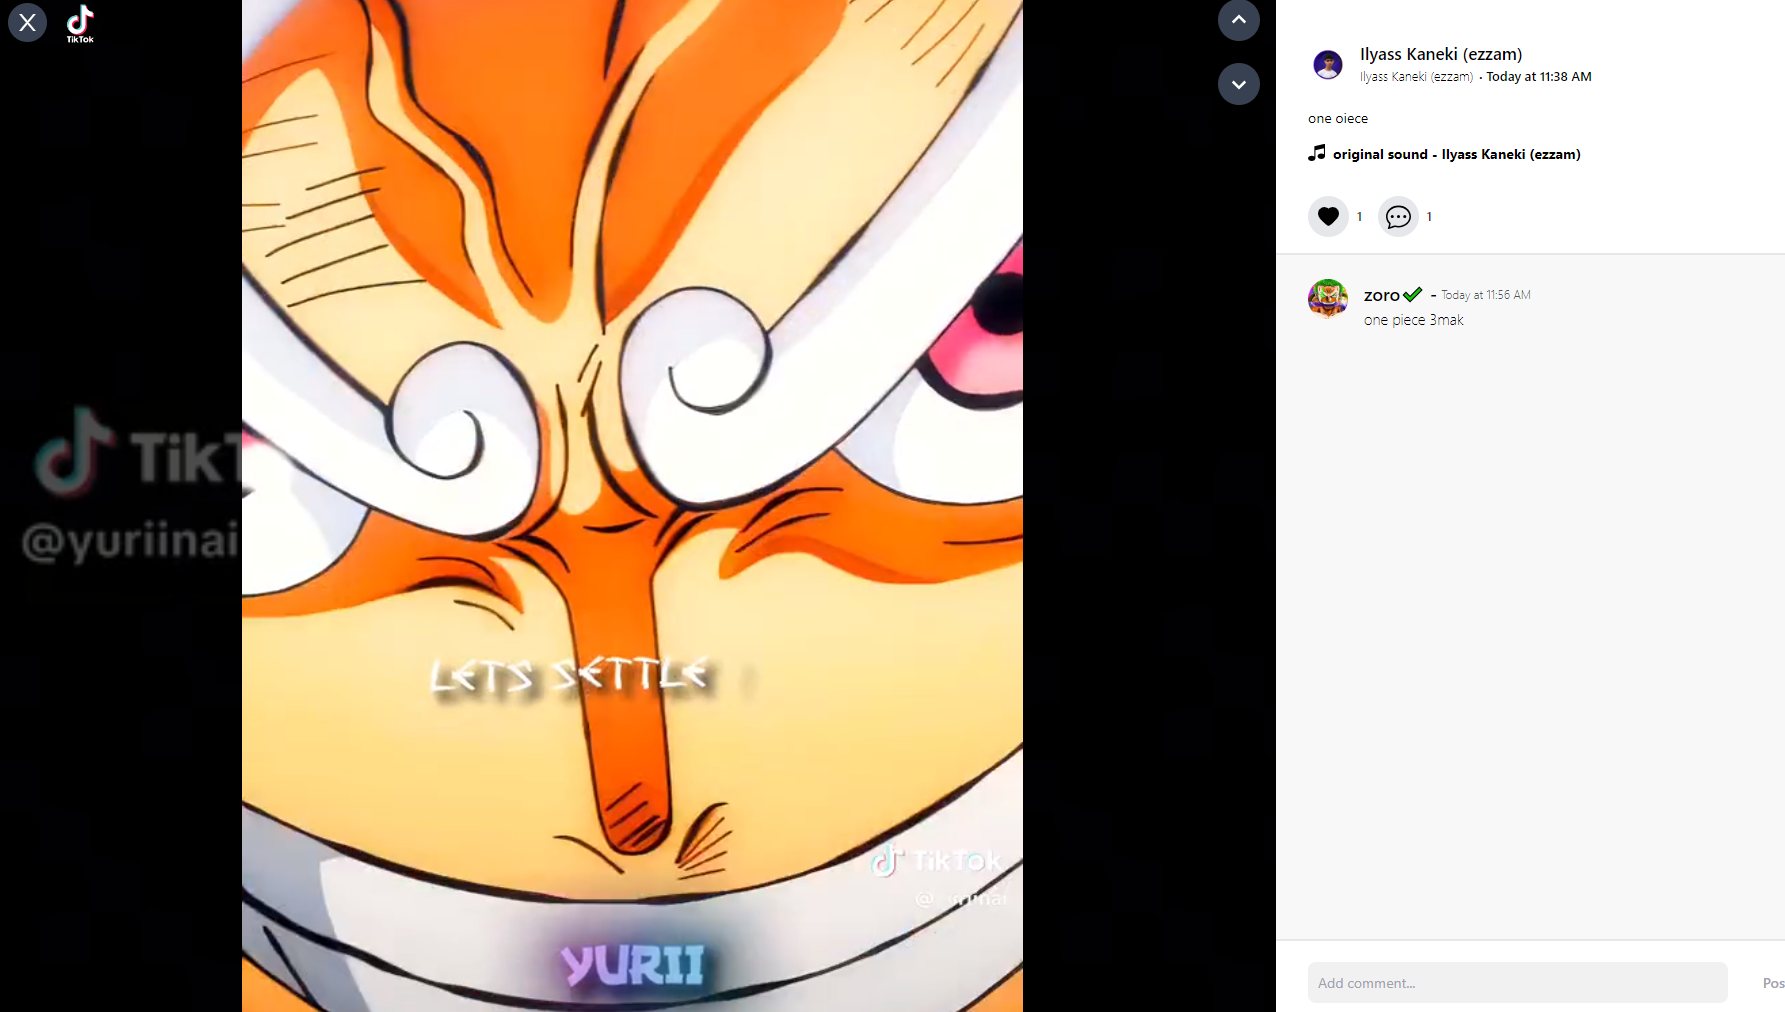 X
TikTok
TikT
@yuriinai
LETS SETTLE
TikTok
YURII
Ilyass Kaneki (ezzam)
Ilyass Kaneki (ezzam) · Today at 11:38 AM
one oiece
original sound - Ilyass Kaneki (ezzam)
1 1
zoro - Today at 11:56 AM
one piece 3mak
Add comment... Pos